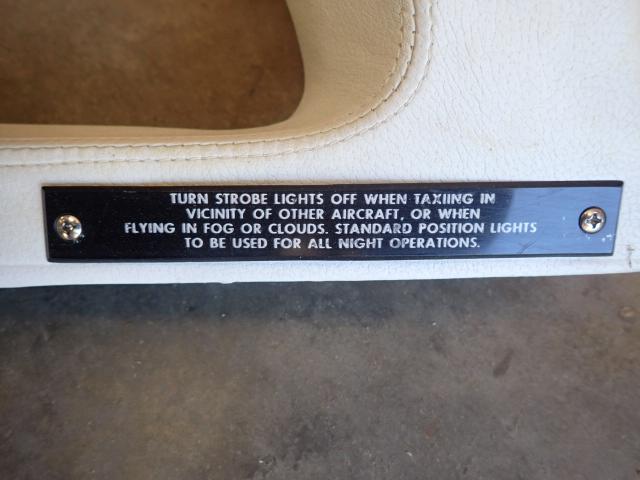 TURN STROBE LIGHTS OFF WHEN TAXIING IN
VICINITY OF OTHER AIRCRAFT, OR WHEN
FLYING IN FOG OR CLOUDS. STANDARD POSITION LIGHTS
TO BE USED FOR ALL NIGHT OPERATIONS.